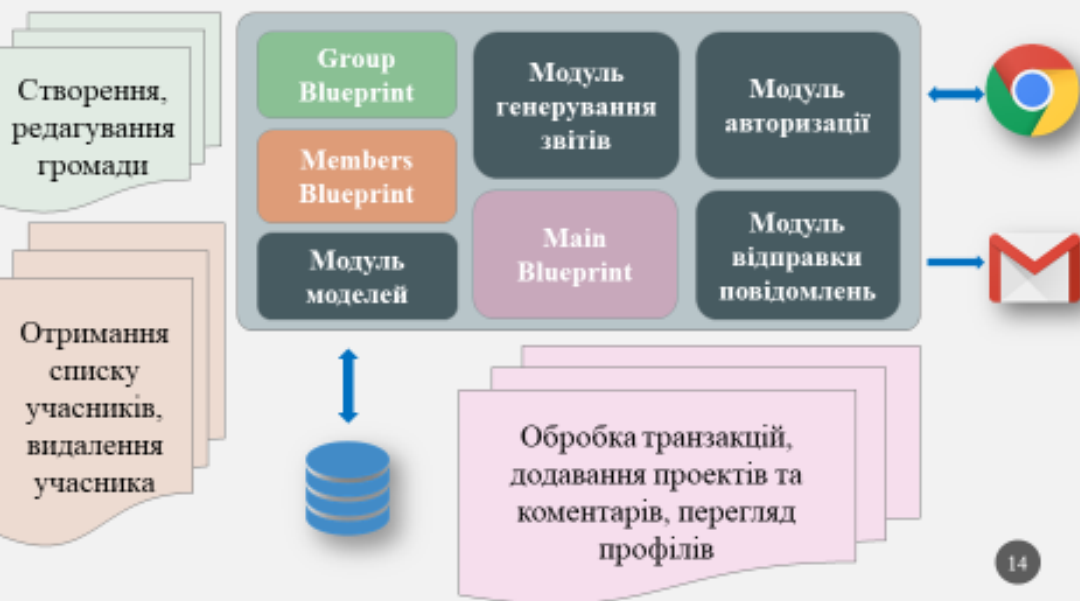 Створення,
редагування
громади
Group
Blueprint
Members
Blueprint
Модуль
моделей
Модуль
генерування
звітів
Main
Blueprint
Модуль
авторизації
Модуль
відправки
повідомлень
Отримання
списку
учасників,
видалення
учасника
Обробка транзакцій,
додавання проектів та
коментарів, перегляд
профілів
14